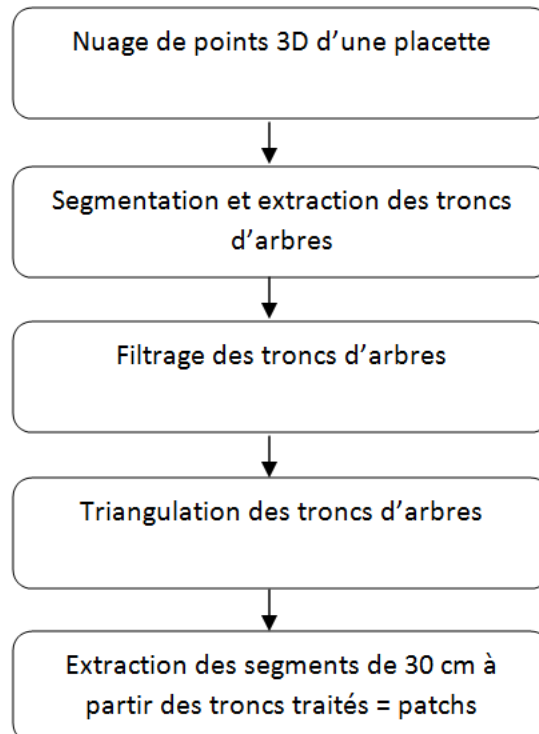 Nuage de points 3D d’une placette
Segmentation et extraction des troncs
d’arbres
Filtrage des troncs d’arbres
Triangulation des troncs d’arbres
Extraction des segments de 30 cm à
partir des troncs traités = patchs